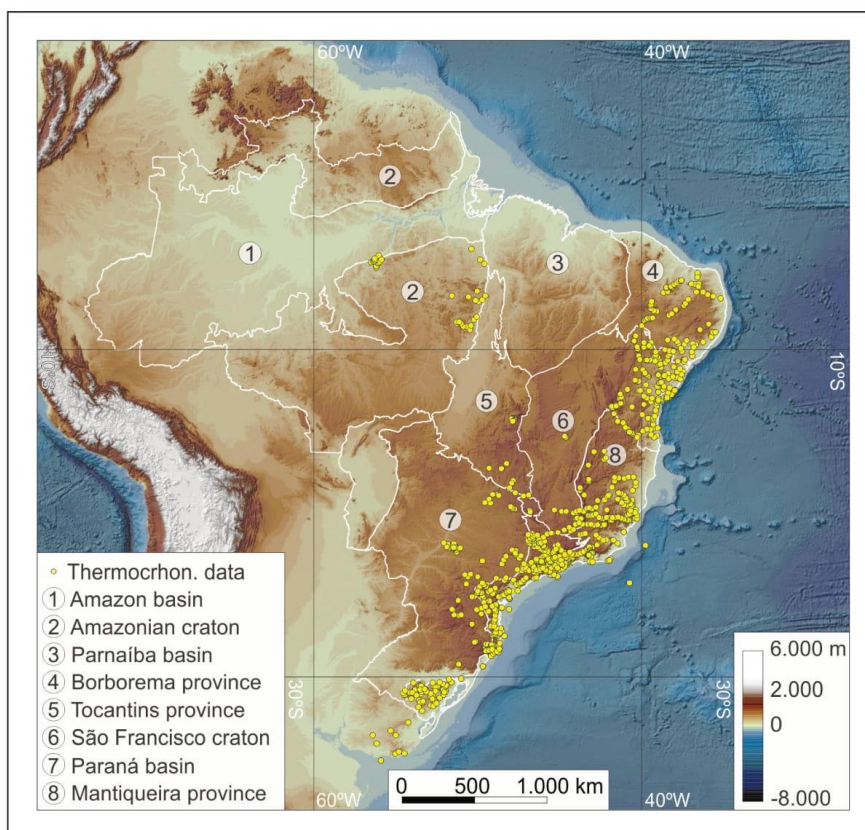 60ºW
40ºW
2
1
3
4
2
10ºS
10ºS
5
6
8
7
Thermocrhon. data
1 Amazon basin
2 Amazonian craton
3 Parnaíba basin
4 Borborema province
5 Tocantins province
6 São Francisco craton
7 Paraná basin
8 Mantiqueira province
30ºS
30ºS
6.000 m
2.000
0
-8.000
0 500 1.000 km
60ºW
40ºW